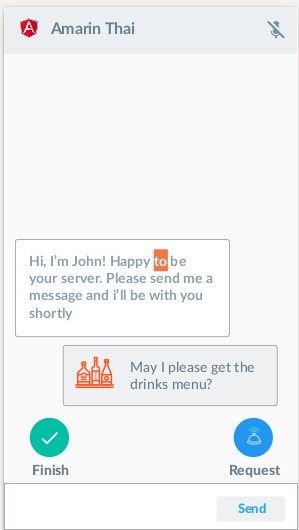 Amarin Thai
Hi, I'm John! Happy to be
your server. Please send me a
message and i'll be with you
shortly
May I please get the
drinks menu?
Finish
Request
Send